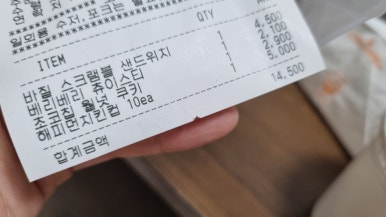 일회용 수저, 포크는
ITEM QTY
바질 스크램블 샌드위치 1 4,500
베리베리 쥬이스티 1 2,100
초코칩 월넛 쿠키 1 2,900
해피한치킨컵 10ea 5,000
합계금액 14,500